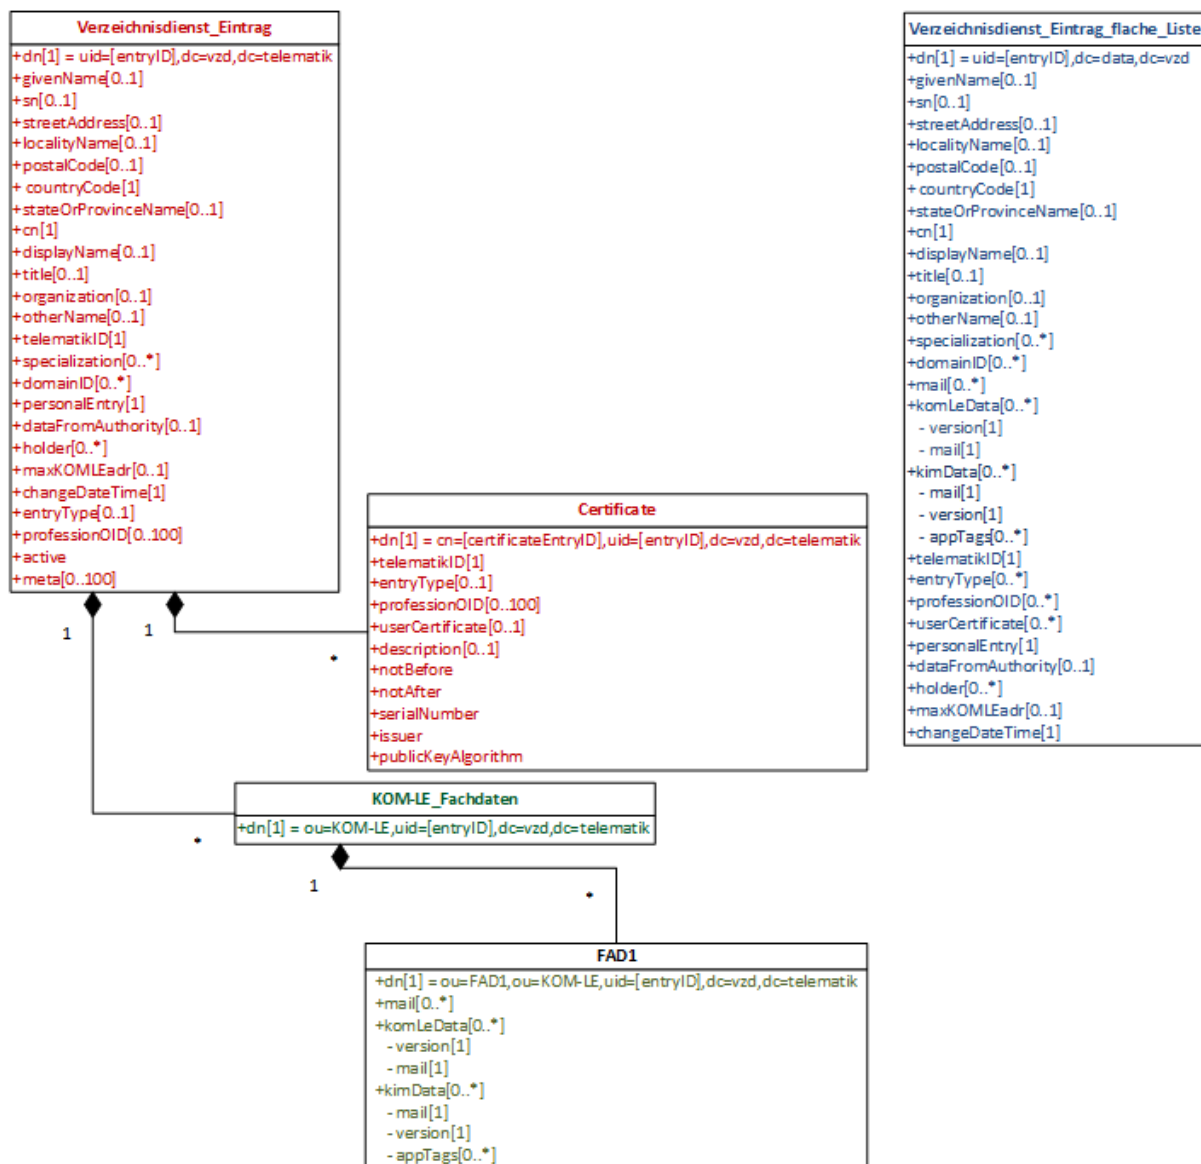 Verzeichnisdienst_Eintrag
+dn[1] = uid=[entryID],dc=vzd,dc=telematik
+givenName[0..1]
+sn[0..1]
+streetAddress[0..1]
+localityName[0..1]
+postalCode[0..1]
+ countryCode[1]
+stateOrProvinceName[0..1]
+cn[1]
+displayName[0..1]
+title[0..1]
+organization[0..1]
+otherName[0..1]
+telematikID[1]
+specialization[0..*]
+domainID[0..*]
+personalEntry[1]
+dataFromAuthority[0..1]
+holder[0..*]
+maxKOMLEadr[0..1]
+changeDateTime[1]
+entryType[0..1]
+professionOID[0..100]
+active
+meta[0..100]
1
1
*
*
Certificate
+dn[1] = cn=[certificateEntryID],uid=[entryID],dc=vzd,dc=telematik
+telematikID[1]
+entryType[0..1]
+professionOID[0..100]
+userCertificate[0..1]
+description[0..1]
+notBefore
+notAfter
+serialNumber
+issuer
+publicKeyAlgorithm
KOM-LE_Fachdaten
+dn[1] = ou=KOM-LE,uid=[entryID],dc=vzd,dc=telematik
1
*
FAD1
+dn[1] = ou=FAD1,ou=KOM-LE,uid=[entryID],dc=vzd,dc=telematik
+mail[0..*]
+komLeData[0..*]
- version[1]
- mail[1]
+kimData[0..*]
- mail[1]
- version[1]
- appTags[0..*]
Verzeichnisdienst_Eintrag_flache_Liste
+dn[1] = uid=[entryID],dc=data,dc=vzd
+givenName[0..1]
+sn[0..1]
+streetAddress[0..1]
+localityName[0..1]
+postalCode[0..1]
+ countryCode[1]
+stateOrProvinceName[0..1]
+cn[1]
+displayName[0..1]
+title[0..1]
+organization[0..1]
+otherName[0..1]
+specialization[0..*]
+domainID[0..*]
+mail[0..*]
+komLeData[0..*]
- version[1]
- mail[1]
+kimData[0..*]
- mail[1]
- version[1]
- appTags[0..*]
+telematikID[1]
+entryType[0..*]
+professionOID[0..*]
+userCertificate[0..*]
+personalEntry[1]
+dataFromAuthority[0..1]
+holder[0..*]
+maxKOMLEadr[0..1]
+changeDateTime[1]